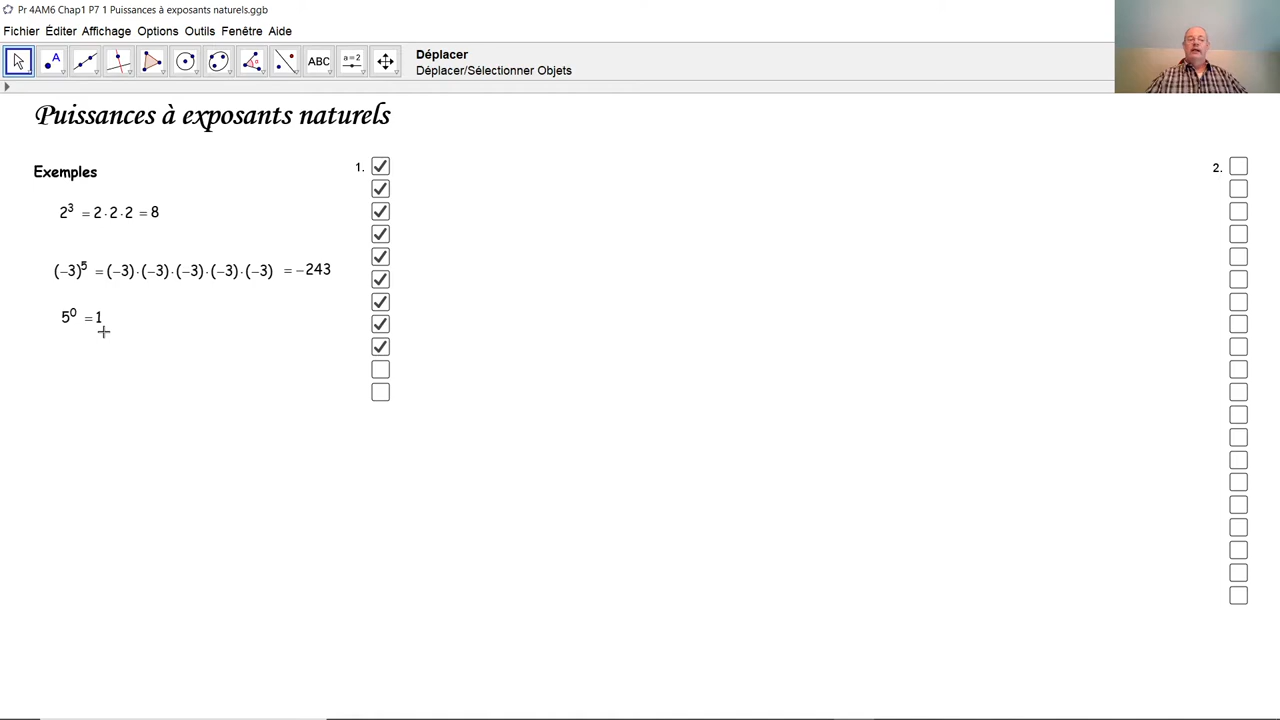 Pr 4AM6 Chap1 P7 1 Puissances à exposants naturels.ggb
Fichier Éditer Affichage Options Outils Fenêtre Aide
A
α
ABC
a=2
Déplacer
Déplacer/Sélectionner Objets
Puissances à exposants naturels
Exemples
1.
2.
2³ = 2·2·2 = 8
(−3)⁵ = (−3)·(−3)·(−3)·(−3)·(−3) = −243
5⁰ = 1